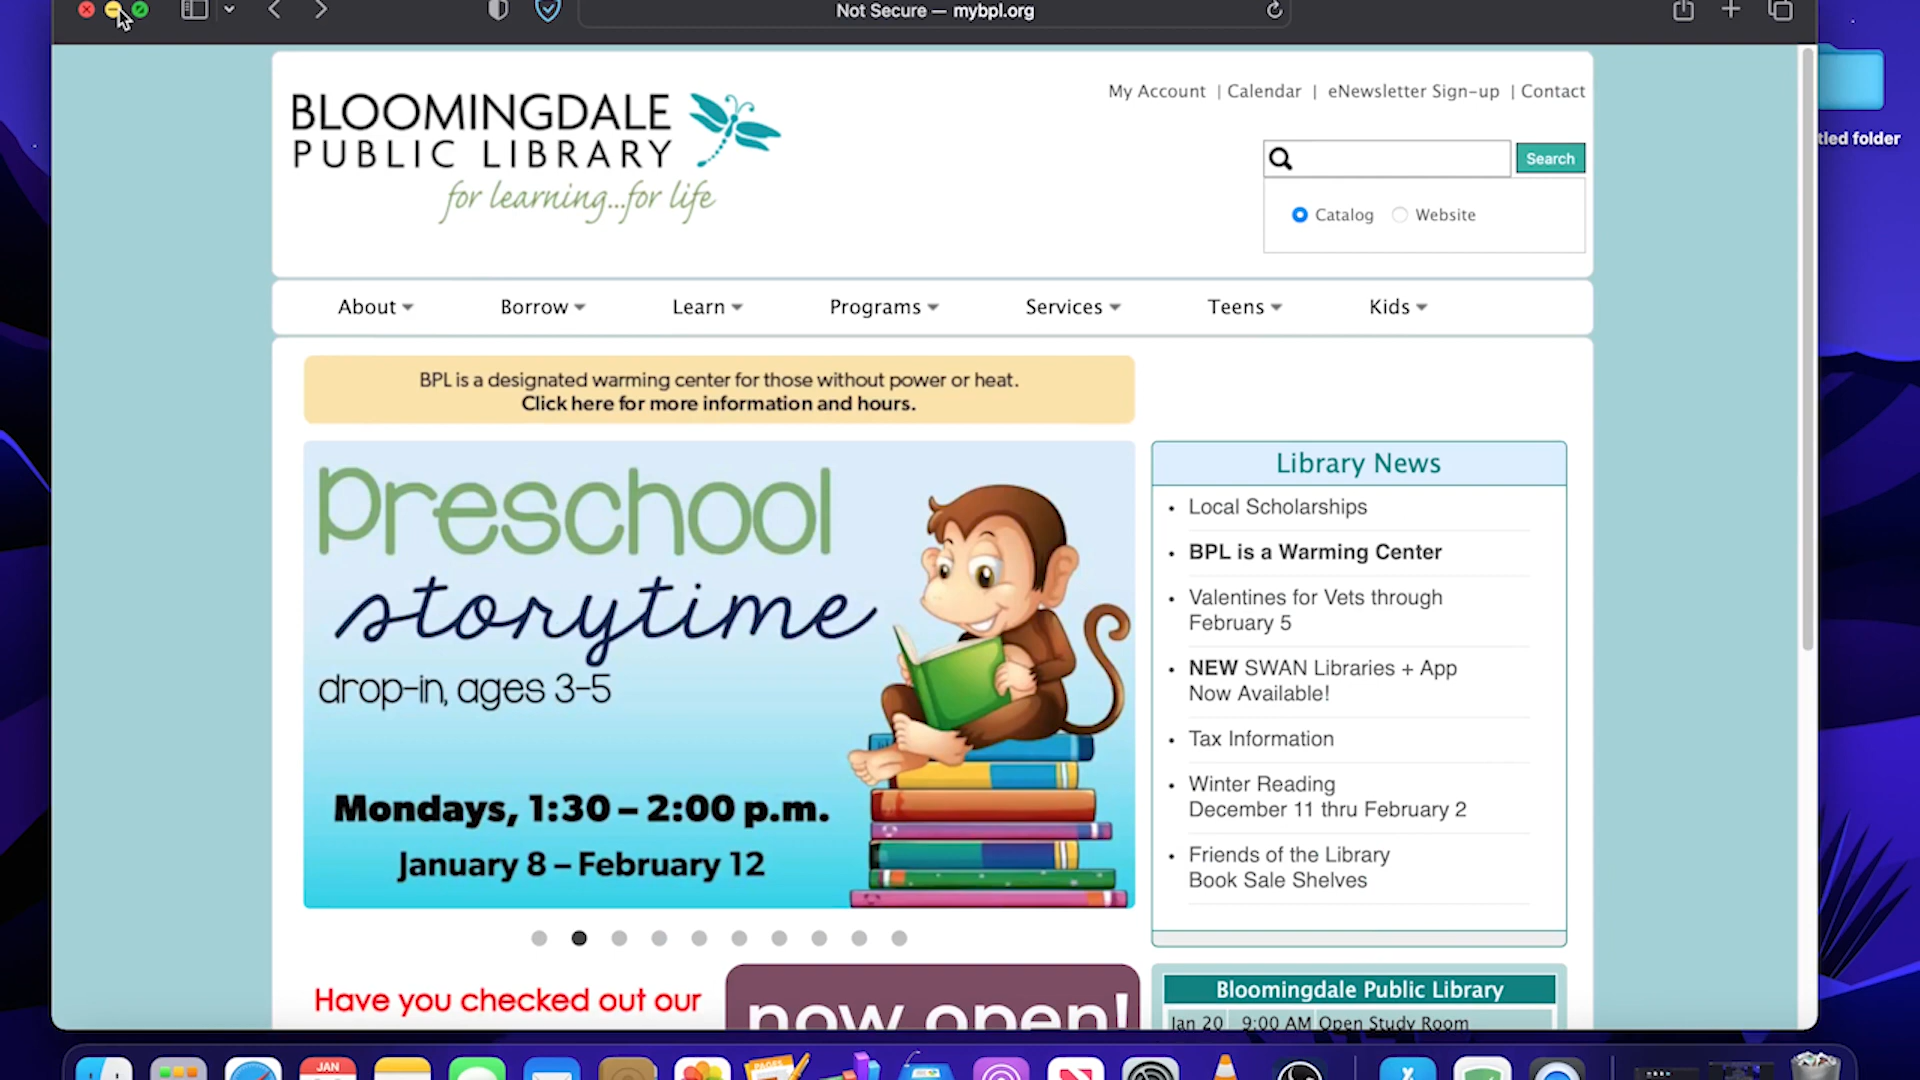 Not Secure — mybpl.org
tled folder
My Account | Calendar | eNewsletter Sign-up | Contact
BLOOMINGDALE
PUBLIC LIBRARY
for learning...for life
Search
Catalog Website
About Borrow Learn Programs Services Teens Kids
BPL is a designated warming center for those without power or heat.
Click here for more information and hours.
preschool
storytime
drop-in, ages 3-5
Mondays, 1:30 – 2:00 p.m.
January 8 – February 12
Library News
• Local Scholarships
• BPL is a Warming Center
• Valentines for Vets through
February 5
• NEW SWAN Libraries + App
Now Available!
• Tax Information
• Winter Reading
December 11 thru February 2
• Friends of the Library
Book Sale Shelves
Have you checked out our
now open!
Bloomingdale Public Library
Jan 20 9:00 AM Open Study Room
JAN
PAGES